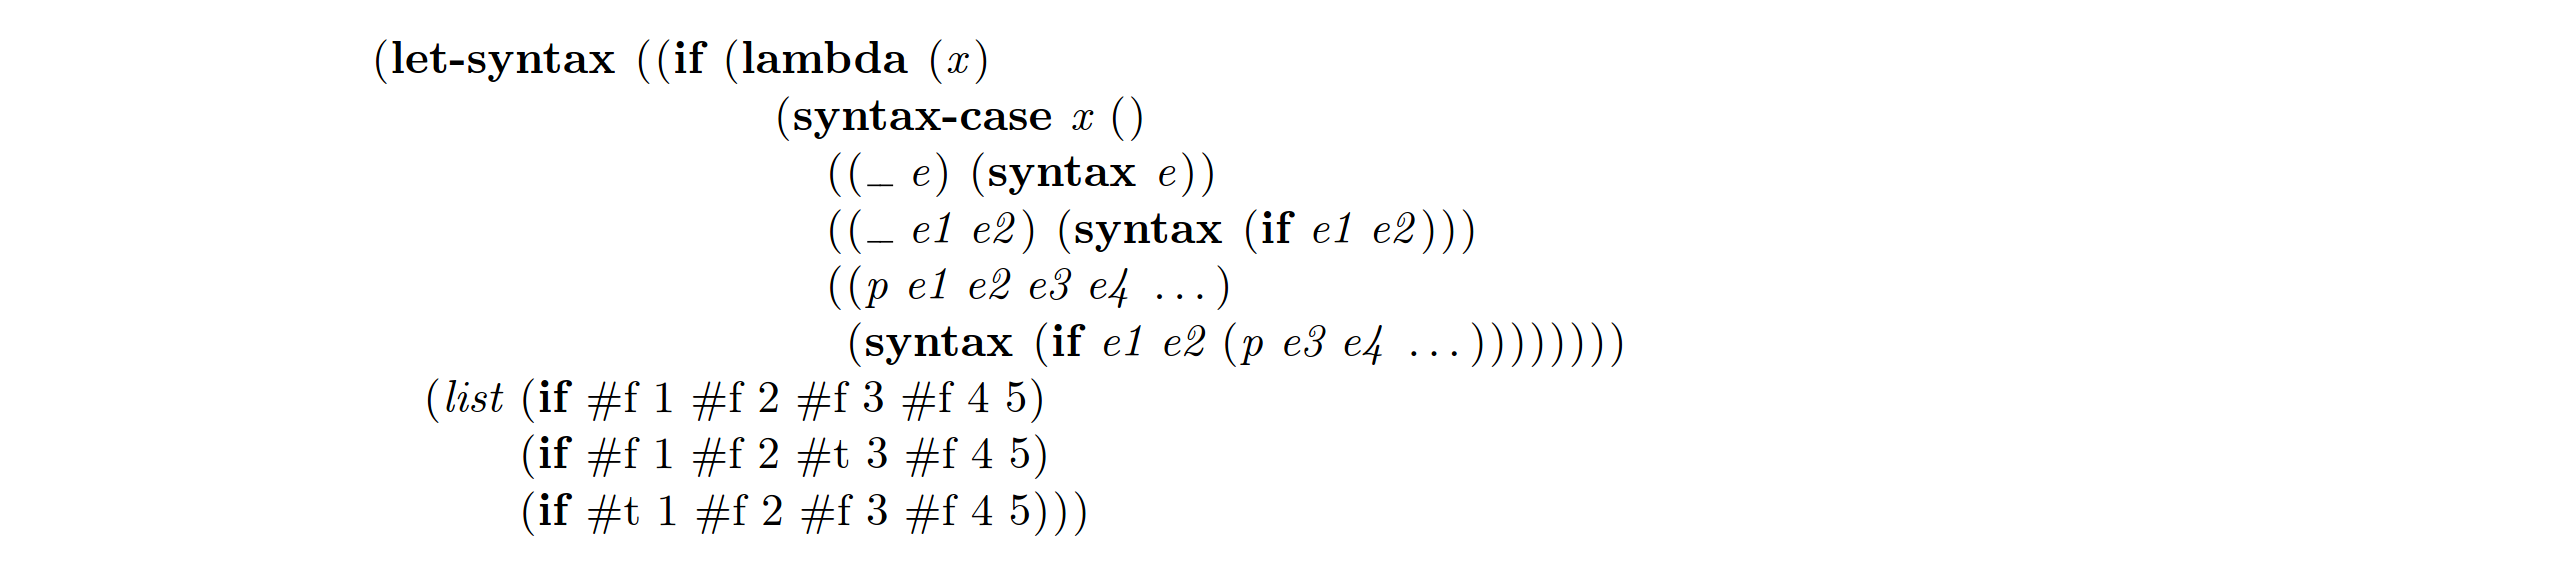 (let-syntax ((if (lambda (x)
(syntax-case x ()
((_ e) (syntax e))
((_ e1 e2) (syntax (if e1 e2)))
((p e1 e2 e3 e4 ...)
(syntax (if e1 e2 (p e3 e4 ...))))))))
(list (if #f 1 #f 2 #f 3 #f 4 5)
(if #f 1 #f 2 #t 3 #f 4 5)
(if #t 1 #f 2 #f 3 #f 4 5)))